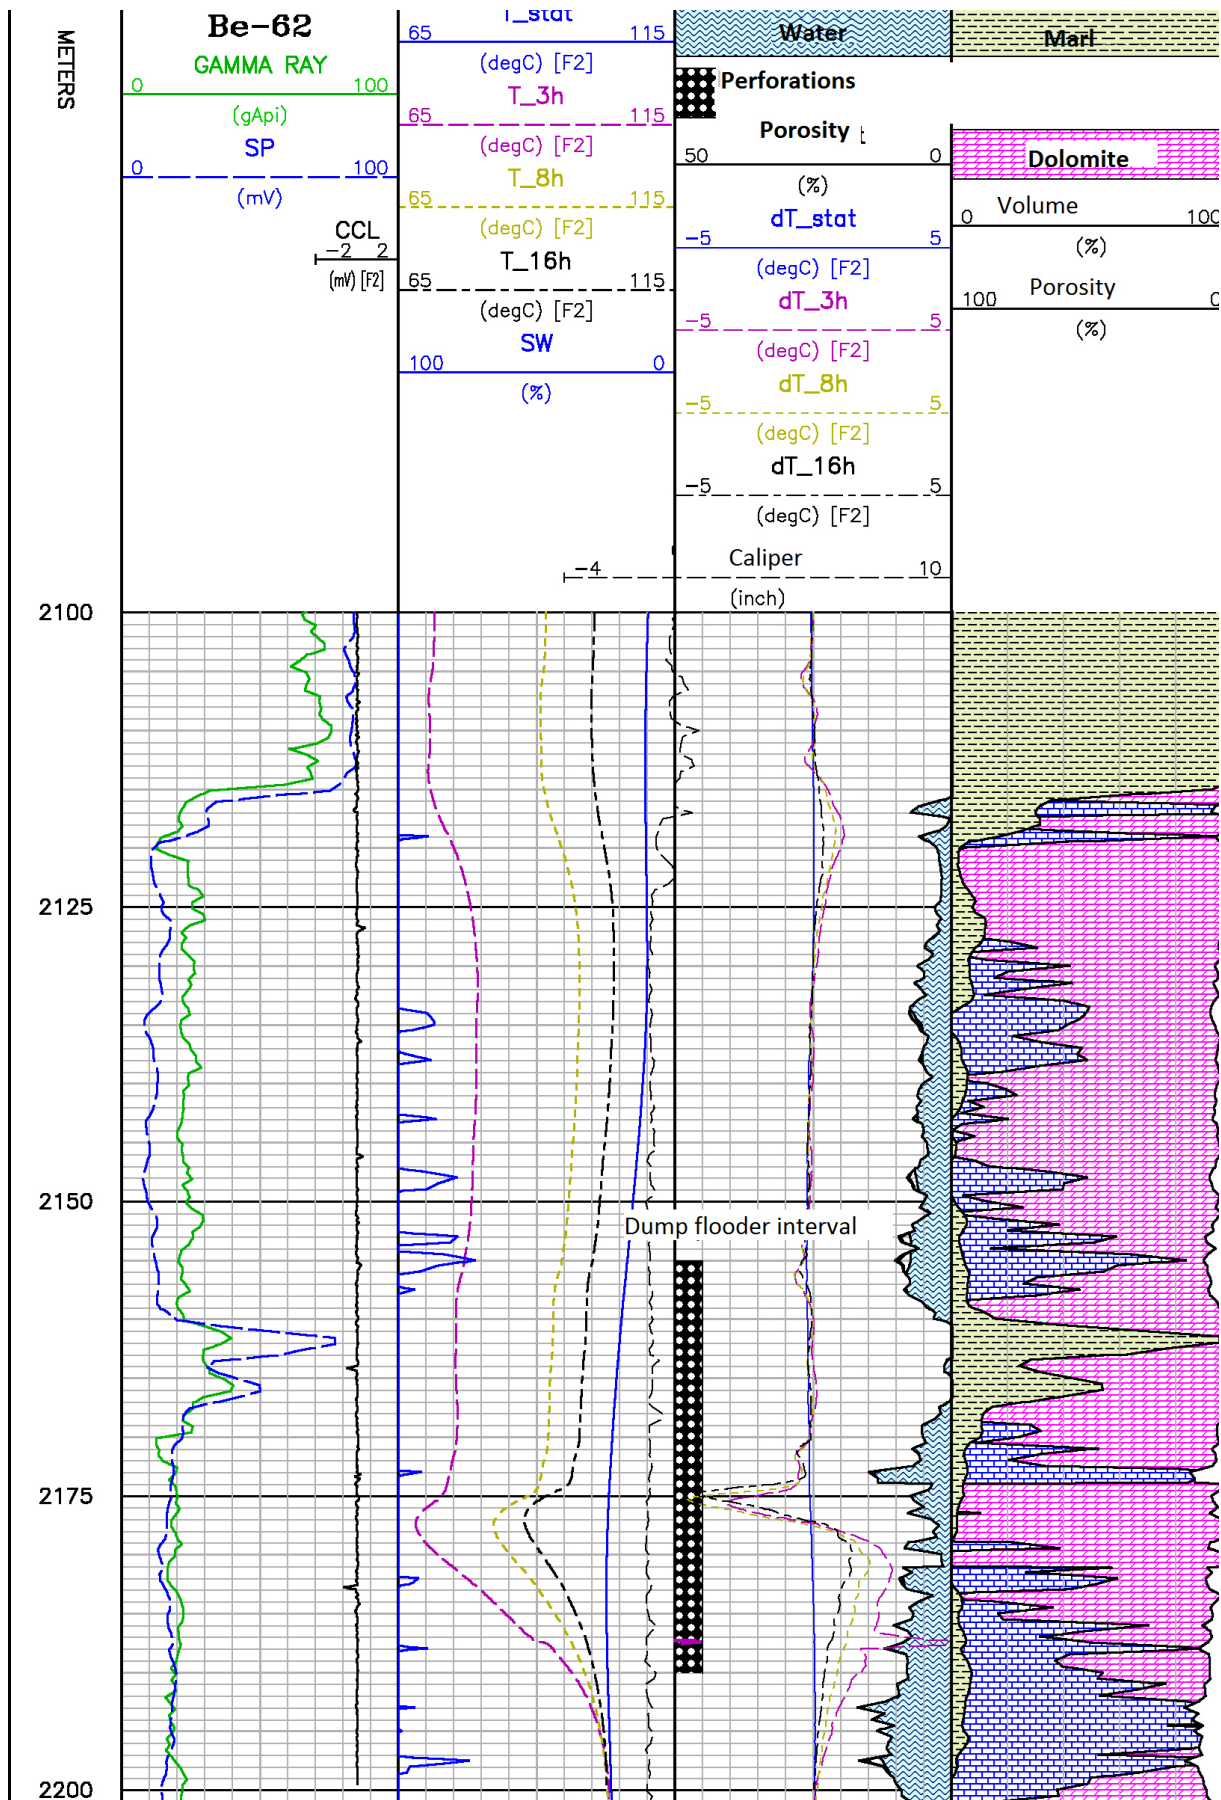 METERS
Be-62
GAMMA RAY
0 100
(gApi)
SP
0 100
(mV)
CCL
-2 2
(mV) [F2]
T_stat
65 115
(degC) [F2]
T_3h
65 115
(degC) [F2]
T_8h
65 115
(degC) [F2]
T_16h
65 115
(degC) [F2]
SW
100 0
(%)
Water
Perforations
Porosity
50 0
(%)
dT_stat
-5 5
(degC) [F2]
dT_3h
-5 5
(degC) [F2]
dT_8h
-5 5
(degC) [F2]
dT_16h
-5 5
(degC) [F2]
Caliper
-4 10
(inch)
Marl
Dolomite
Volume
0 100
(%)
Porosity
100 0
(%)
2100
2125
2150
Dump flooder interval
2175
2200